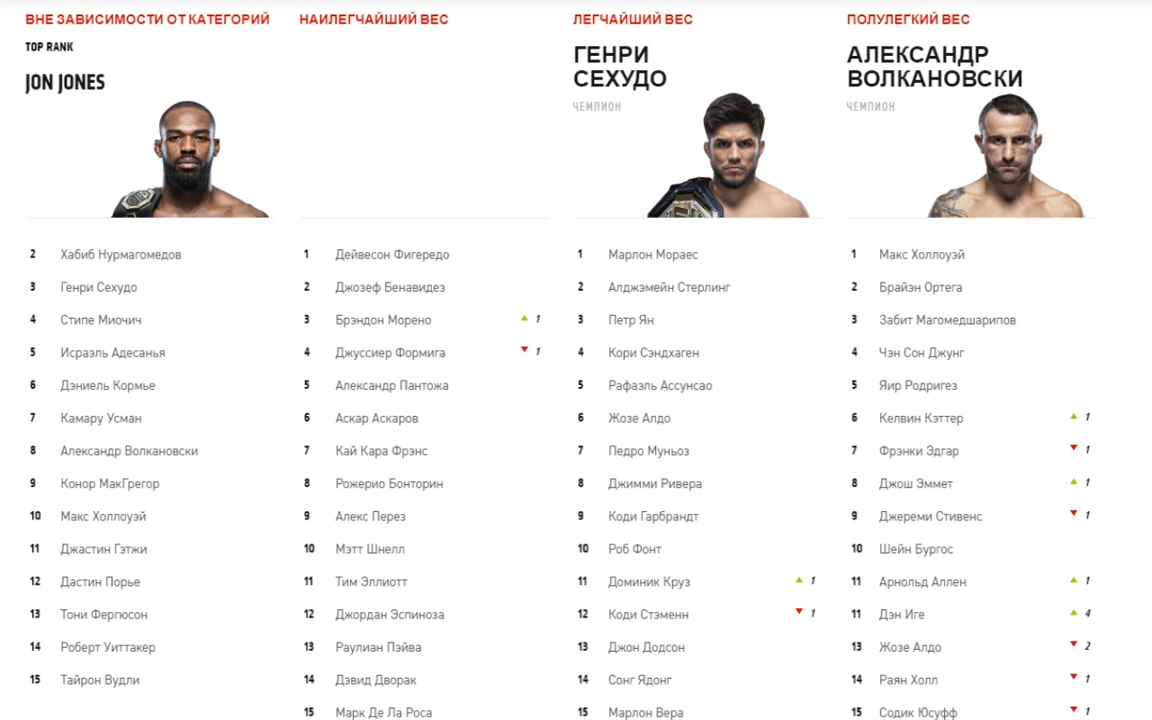 ВНЕ ЗАВИСИМОСТИ ОТ КАТЕГОРИЙ
TOP RANK
JON JONES
2 Хабиб Нурмагомедов
3 Генри Сехудо
4 Стипе Миочич
5 Исраэль Адесанья
6 Дэниель Кормье
7 Камару Усман
8 Александр Волкановски
9 Конор МакГрегор
10 Макс Холлоуэй
11 Джастин Гэтжи
12 Дастин Порье
13 Тони Фергюсон
14 Роберт Уиттакер
15 Тайрон Вудли
НАИЛЕГЧАЙШИЙ ВЕС
1 Дейвесон Фигередо
2 Джозеф Бенавидез
3 Брэндон Морено 1
4 Джуссиер Формига 1
5 Александр Пантожа
6 Аскар Аскаров
7 Кай Кара Фрэнс
8 Рожерио Бонторин
9 Алекс Перез
10 Мэтт Шнелл
11 Тим Эллиотт
12 Джордан Эспиноза
13 Раулиан Пэйва
14 Дэвид Дворак
15 Марк Де Ла Роса
ЛЕГЧАЙШИЙ ВЕС
ГЕНРИ
СЕХУДО
ЧЕМПИОН
1 Марлон Мораес
2 Алджэмейн Стерлинг
3 Петр Ян
4 Кори Сэндхаген
5 Рафаэль Ассунсао
6 Жозе Алдо
7 Педро Муньоз
8 Джимми Ривера
9 Коди Гарбрандт
10 Роб Фонт
11 Доминик Круз 1
12 Коди Стэменн 1
13 Джон Додсон
14 Сонг Ядонг
15 Марлон Вера
ПОЛУЛЕГКИЙ ВЕС
АЛЕКСАНДР
ВОЛКАНОВСКИ
ЧЕМПИОН
1 Макс Холлоуэй
2 Брайэн Ортега
3 Забит Магомедшарипов
4 Чэн Сон Джунг
5 Яир Родригез
6 Келвин Кэттер 1
7 Фрэнки Эдгар 1
8 Джош Эммет 1
9 Джереми Стивенс 1
10 Шейн Бургос
11 Арнольд Аллен 1
11 Дэн Иге 4
13 Жозе Алдо 2
14 Раян Холл 1
15 Содик Юсуфф 1